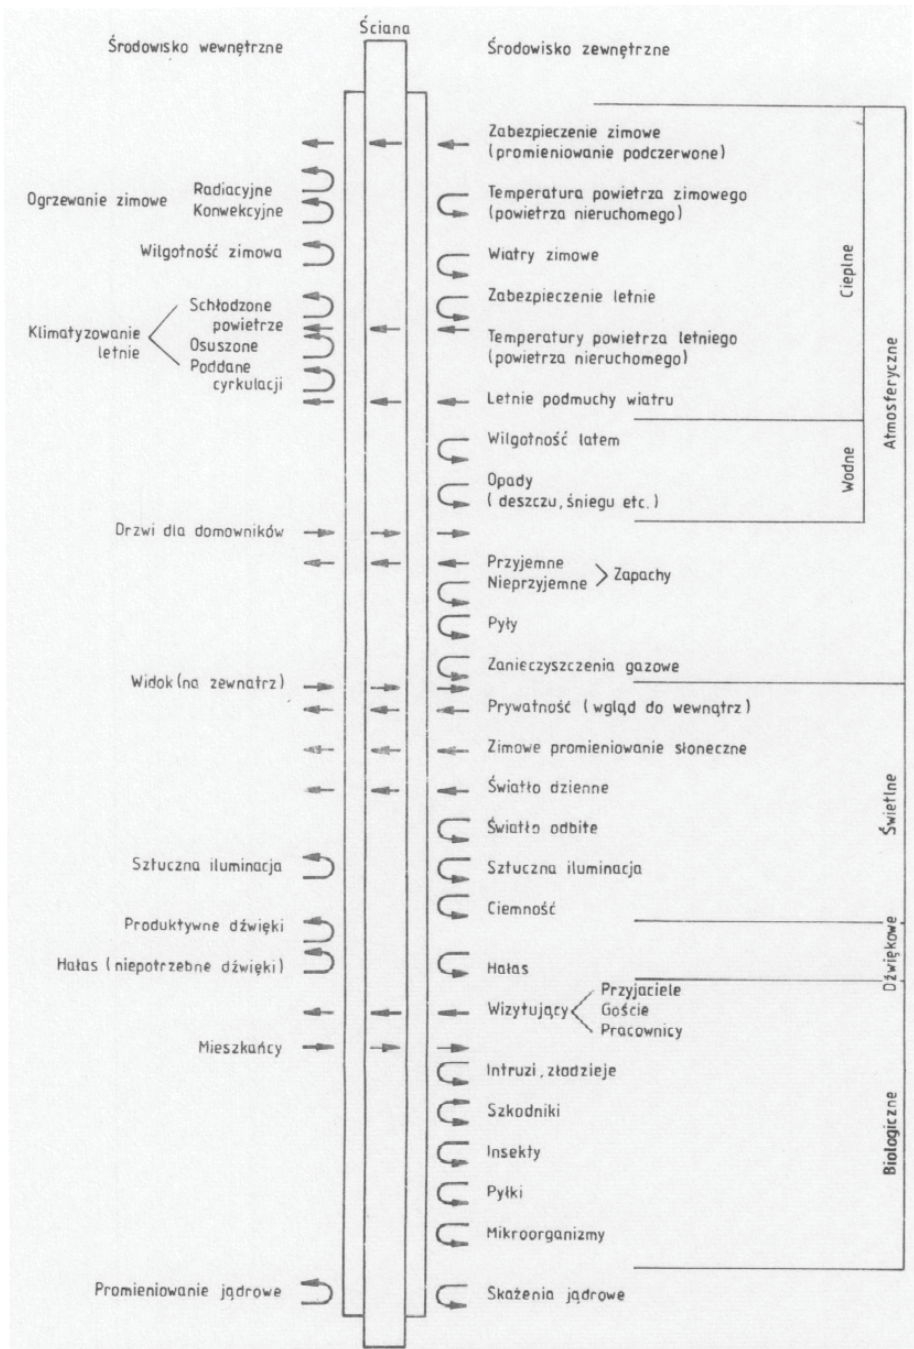 Ściana
Środowisko wewnętrzne
Środowisko zewnętrzne
Zabezpieczenie zimowe
(promieniowanie podczerwone)
Ogrzewanie zimowe
Radiacyjne
Konwekcyjne
Temperatura powietrza zimowego
(powietrza nieruchomego)
Wilgotność zimowa
Wiatry zimowe
Klimatyzowanie
letnie
Schłodzone
powietrze
Osuszone
Poddane
cyrkulacji
Zabezpieczenie letnie
Temperatury powietrza letniego
(powietrza nieruchomego)
Letnie podmuchy wiatru
Cieplne
Wilgotność latem
Opady
(deszczu, śniegu etc.)
Wodne
Atmosferyczne
Drzwi dla domowników
Przyjemne
Nieprzyjemne
Zapachy
Pyły
Zanieczyszczenia gazowe
Widok (na zewnatrz)
Prywatność (wgląd do wewnątrz)
Zimowe promieniowanie słoneczne
Światło dzienne
Światło odbite
Sztuczna iluminacja
Sztuczna iluminacja
Ciemność
Świetlne
Produktywne dźwięki
Hałas (niepotrzebne dźwięki)
Hałas
Dźwiękowe
Wizytujący
Przyjaciele
Goście
Pracownicy
Mieszkańcy
Intruzi, złodzieje
Szkodniki
Insekty
Pyłki
Mikroorganizmy
Biologiczne
Promieniowanie jądrowe
Skażenia jądrowe